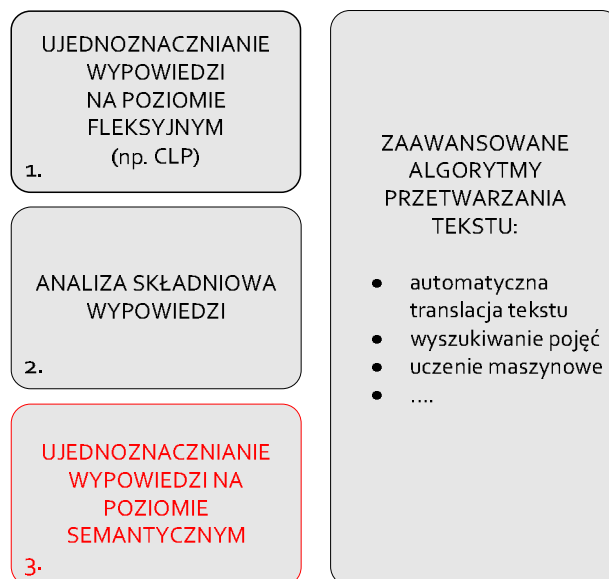 UJEDNOZNACZNIANIE
WYPOWIEDZI
NA POZIOMIE
FLEKSYJNYM
(np. CLP)
1.
ANALIZA SKŁADNIOWA
WYPOWIEDZI
2.
UJEDNOZNACZNIANIE
WYPOWIEDZI NA
POZIOMIE
SEMANTYCZNYM
3.
ZAAWANSOWANE
ALGORYTMY
PRZETWARZANIA
TEKSTU:
● automatyczna
translacja tekstu
● wyszukiwanie pojęć
● uczenie maszynowe
● ....